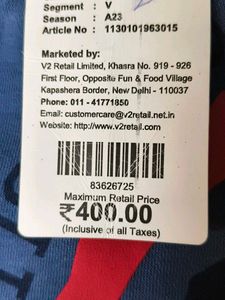 Segment : V
Season : A23
Article No : 1130101963015
Marketed by:
V2 Retail Limited, Khasra No. 919 - 926
First Floor, Opposite Fun & Food Village
Kapashera Border, New Delhi - 110037
Phone: 011 - 41771850
Email: customercare@v2retail.net.in
Website: http://www.v2retail.com
83626725
Maximum Retail Price
₹400.00
(Inclusive of all Taxes)